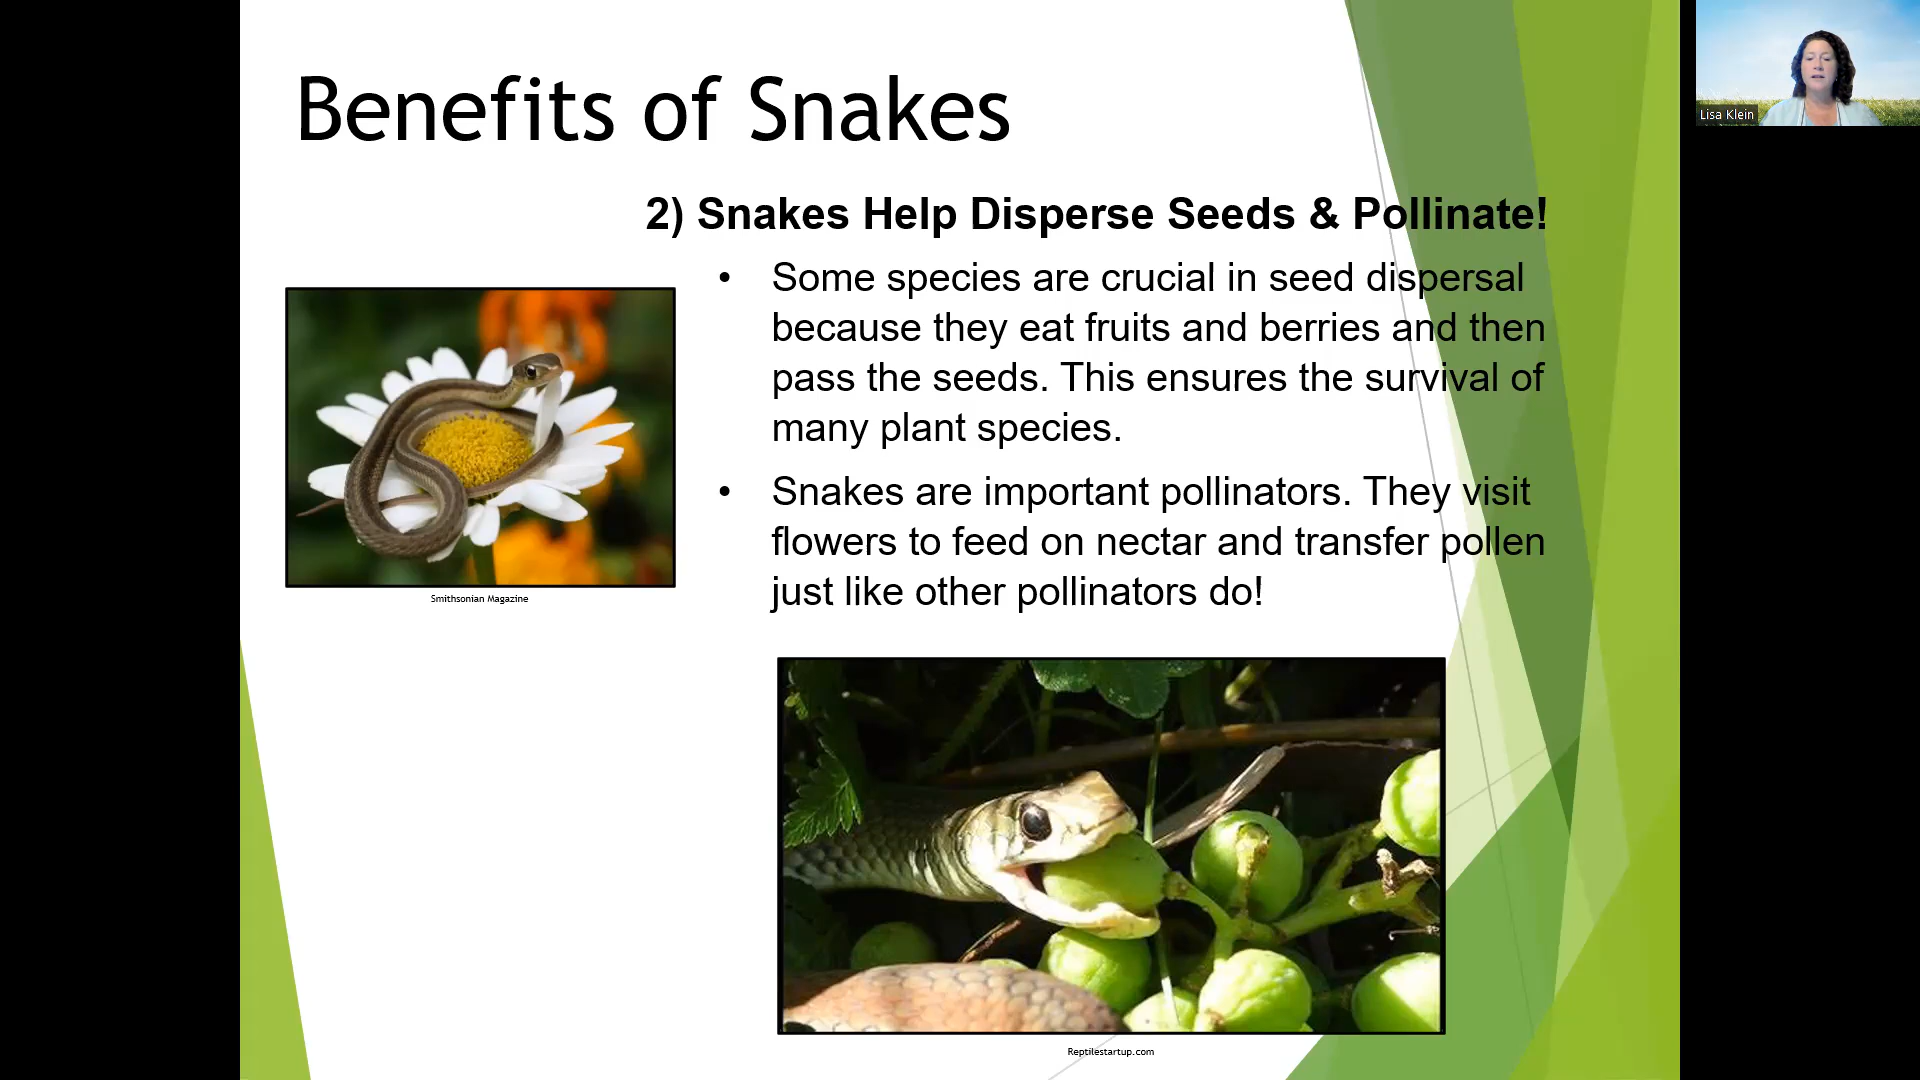 Benefits of Snakes
Lisa Klein
2) Snakes Help Disperse Seeds & Pollinate!
• Some species are crucial in seed dispersal
because they eat fruits and berries and then
pass the seeds. This ensures the survival of
many plant species.
• Snakes are important pollinators. They visit
flowers to feed on nectar and transfer pollen
just like other pollinators do!
Smithsonian Magazine
Reptilestartup.com